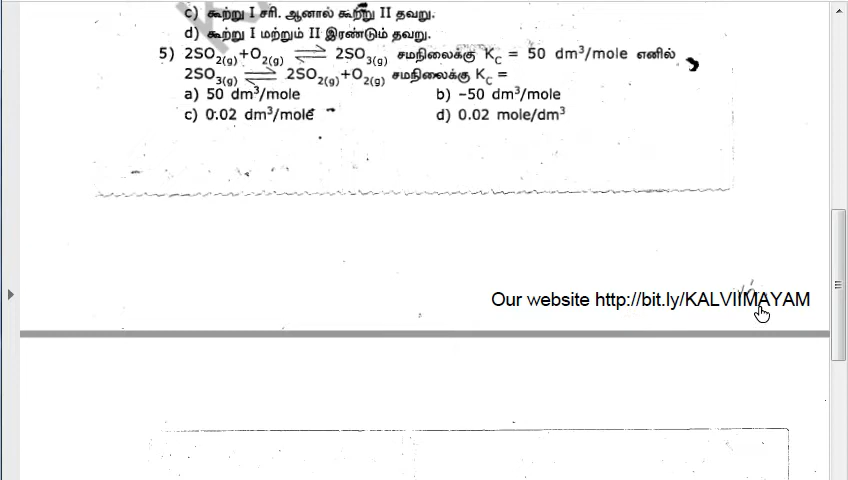 c) கூற்று I சரி. ஆனால் கூற்று II தவறு.
d) கூற்று I மற்றும் II இரண்டும் தவறு.
5) 2SO2(g)+O2(g) ⇌ 2SO3(g) சமநிலைக்கு KC = 50 dm³/mole எனில்
2SO3(g) ⇌ 2SO2(g)+O2(g) சமநிலைக்கு KC =
a) 50 dm³/mole b) –50 dm³/mole
c) 0.02 dm³/mole d) 0.02 mole/dm³
Our website http://bit.ly/KALVIIMAYAM